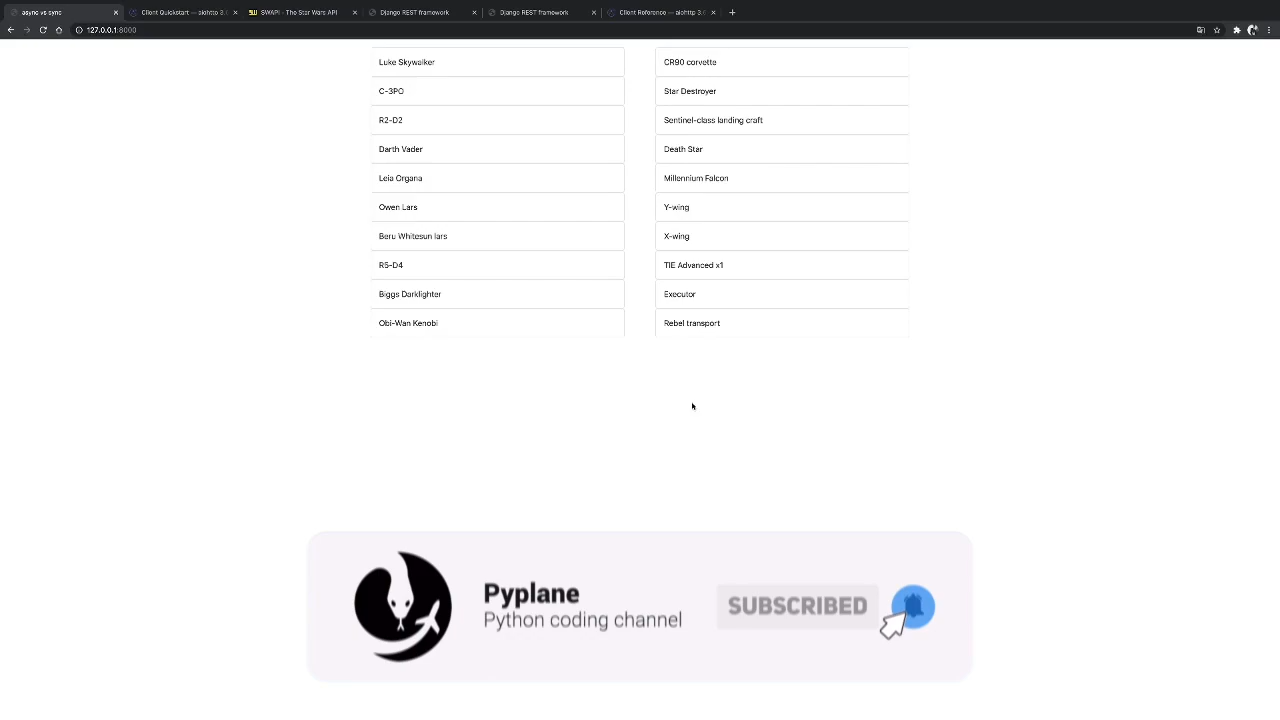 async vs sync
Client Quickstart — aiohttp 3.
SWAPI - The Star Wars API
Django REST framework
Django REST framework
Client Reference — aiohttp 3.
127.0.0.1:8000
Luke Skywalker
C-3PO
R2-D2
Darth Vader
Leia Organa
Owen Lars
Beru Whitesun lars
R5-D4
Biggs Darklighter
Obi-Wan Kenobi
CR90 corvette
Star Destroyer
Sentinel-class landing craft
Death Star
Millennium Falcon
Y-wing
X-wing
TIE Advanced x1
Executor
Rebel transport
Pyplane
Python coding channel
SUBSCRIBED